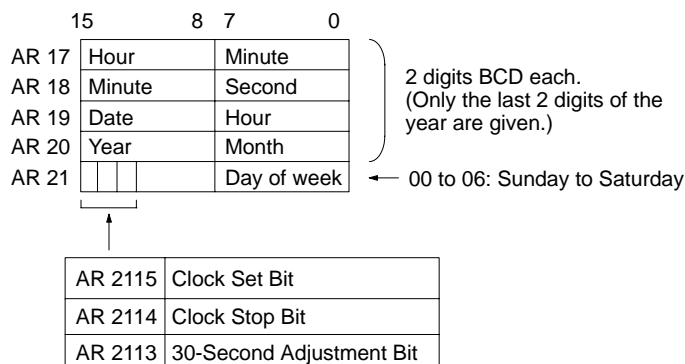 15 8 7 0
AR 17 Hour Minute
AR 18 Minute Second
AR 19 Date Hour
AR 20 Year Month
AR 21 Day of week
2 digits BCD each.
(Only the last 2 digits of the
year are given.)
00 to 06: Sunday to Saturday
AR 2115 Clock Set Bit
AR 2114 Clock Stop Bit
AR 2113 30-Second Adjustment Bit